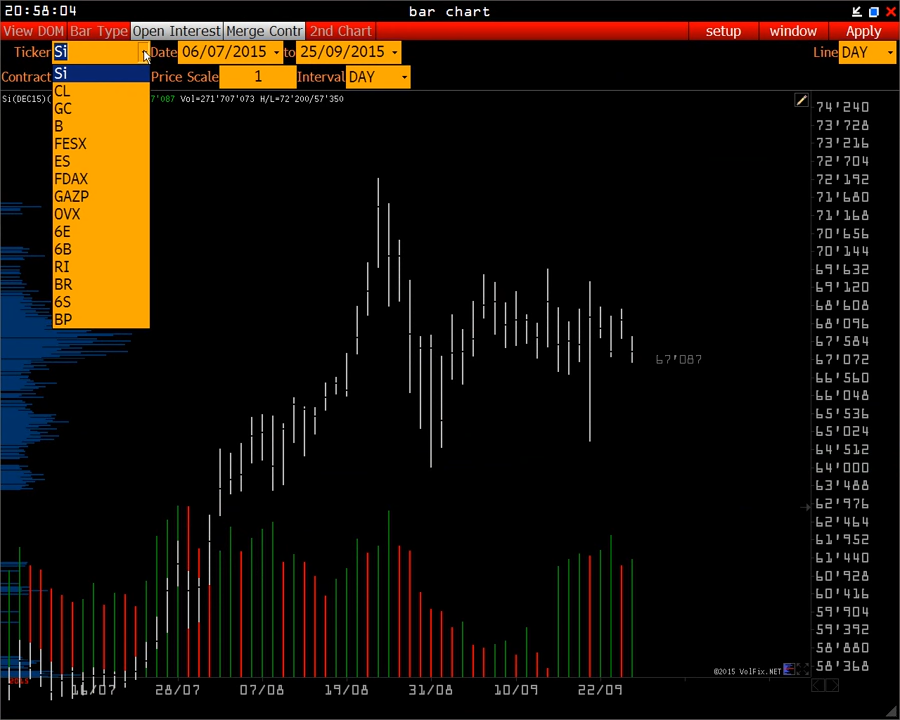 20:58:04
bar chart
View DOM Bar Type Open Interest Merge Contr 2nd Chart setup window Apply
Ticker Si Date 06/07/2015 to 25/09/2015 Line DAY
Contract Price Scale 1 Interval DAY
Si
CL
GC
B
FESX
ES
FDAX
GAZP
OVX
6E
6B
RI
BR
6S
BP
Si(DEC15) 7'087 Vol=271'707'073 H/L=72'200/57'350
74'240
73'728
73'216
72'704
72'192
71'680
71'168
70'656
70'144
69'632
69'120
68'608
68'096
67'584
67'072
66'560
66'048
65'536
65'024
64'512
64'000
63'488
62'976
62'464
61'952
61'440
60'928
60'416
59'904
59'392
58'880
58'368
67'087
©2015 VolFix.NET
16/07 28/07 07/08 19/08 31/08 10/09 22/09